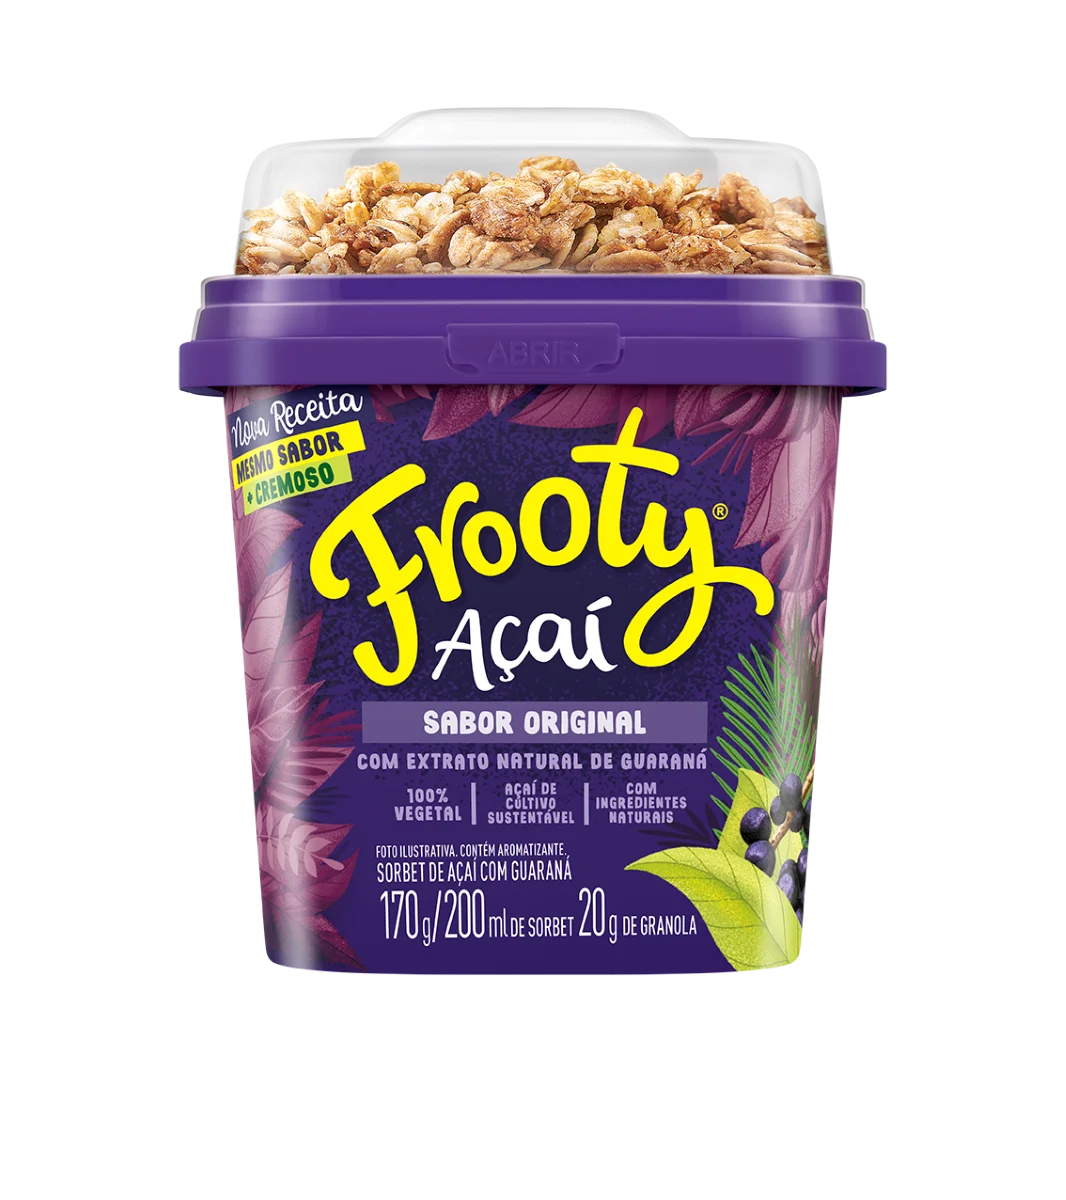 ABRIR
Nova Receita
MESMO SABOR
+ CREMOSO
Frooty®
Açaí
SABOR ORIGINAL
COM EXTRATO NATURAL DE GUARANÁ
100%
VEGETAL
AÇAÍ DE
CULTIVO
SUSTENTÁVEL
COM
INGREDIENTES
NATURAIS
FOTO ILUSTRATIVA. CONTÉM AROMATIZANTE.
SORBET DE AÇAÍ COM GUARANÁ
170g/200ml DE SORBET 20g DE GRANOLA